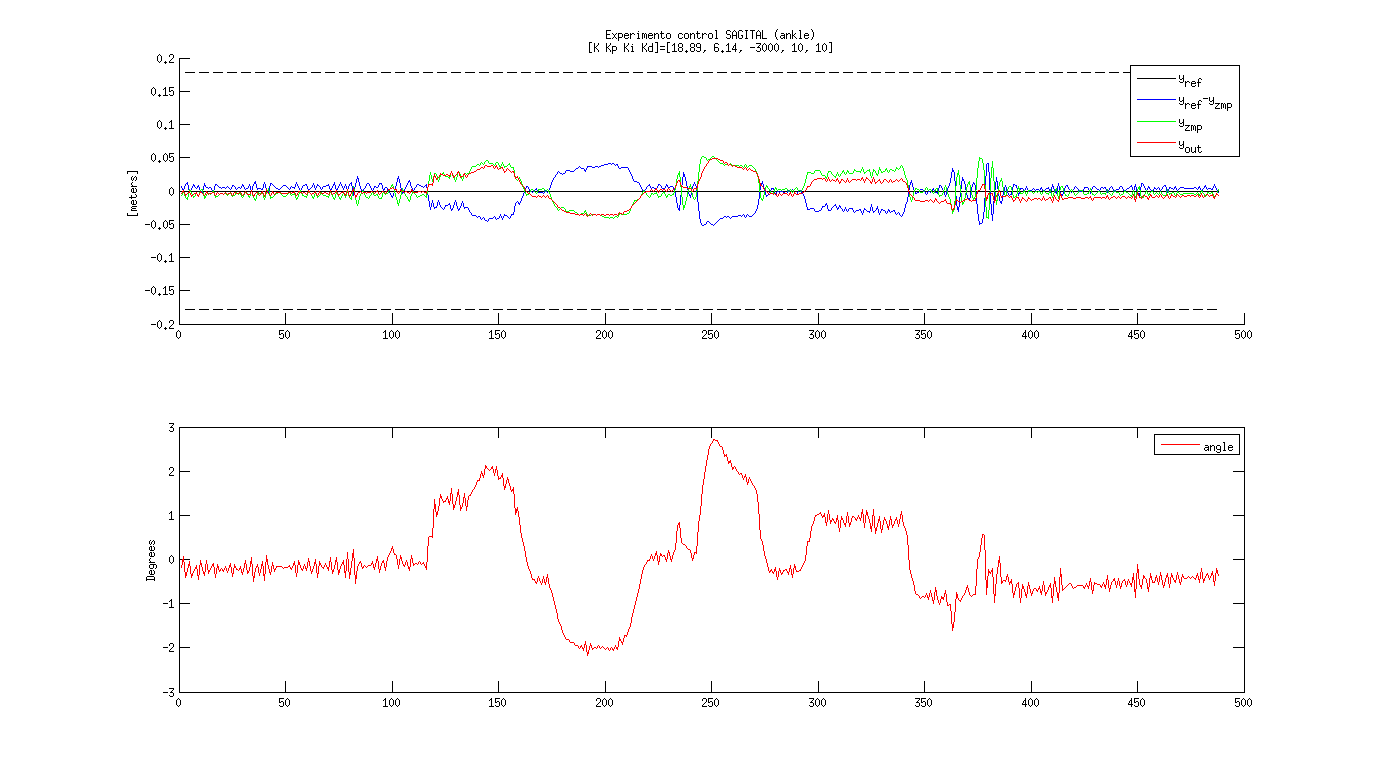 Experimento control SAGITAL (ankle)
[K Kp Ki Kd]=[18.89, 6.14, -3000, 10, 10]
[meters]
0.2
0.15
0.1
0.05
0
-0.05
-0.1
-0.15
-0.2
0 50 100 150 200 250 300 350 400 450 500
y_ref
y_ref-y_zmp
y_zmp
y_out
Degrees
3
2
1
0
-1
-2
-3
0 50 100 150 200 250 300 350 400 450 500
angle